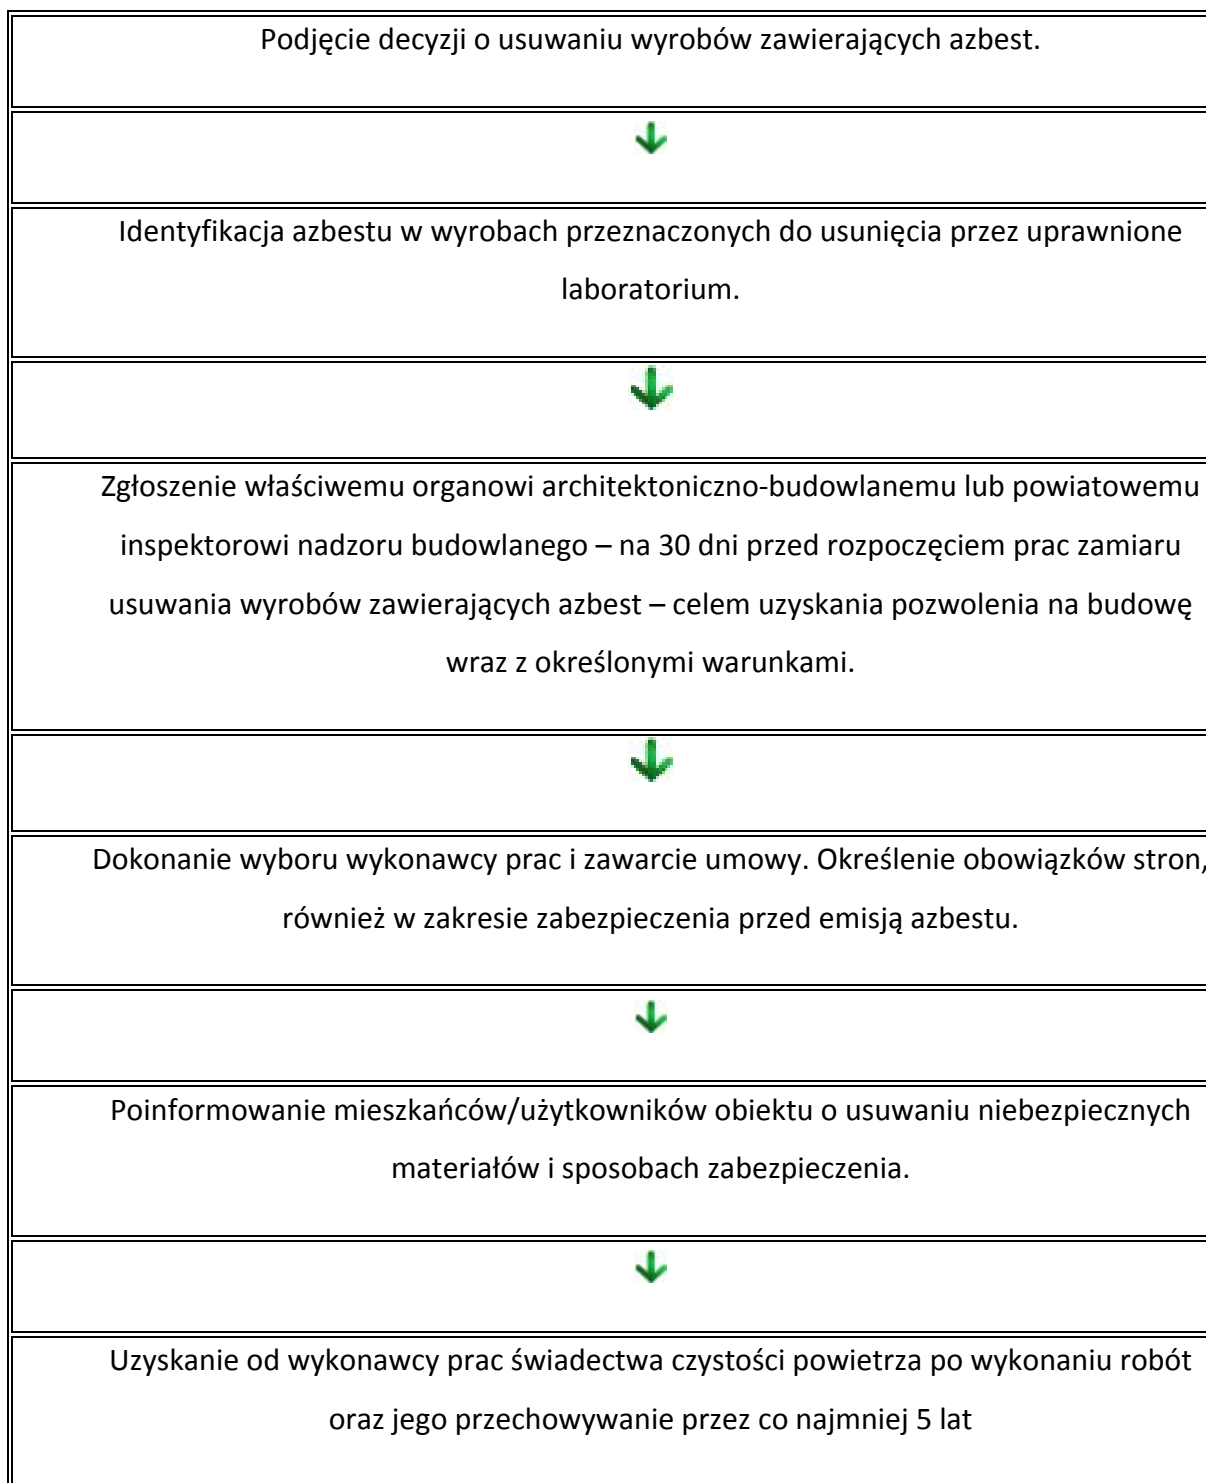 Podjęcie decyzji o usuwaniu wyrobów zawierających azbest.
Identyfikacja azbestu w wyrobach przeznaczonych do usunięcia przez uprawnione
laboratorium.
Zgłoszenie właściwemu organowi architektoniczno-budowlanemu lub powiatowemu
inspektorowi nadzoru budowlanego – na 30 dni przed rozpoczęciem prac zamiaru
usuwania wyrobów zawierających azbest – celem uzyskania pozwolenia na budowę
wraz z określonymi warunkami.
Dokonanie wyboru wykonawcy prac i zawarcie umowy. Określenie obowiązków stron,
również w zakresie zabezpieczenia przed emisją azbestu.
Poinformowanie mieszkańców/użytkowników obiektu o usuwaniu niebezpiecznych
materiałów i sposobach zabezpieczenia.
Uzyskanie od wykonawcy prac świadectwa czystości powietrza po wykonaniu robót
oraz jego przechowywanie przez co najmniej 5 lat